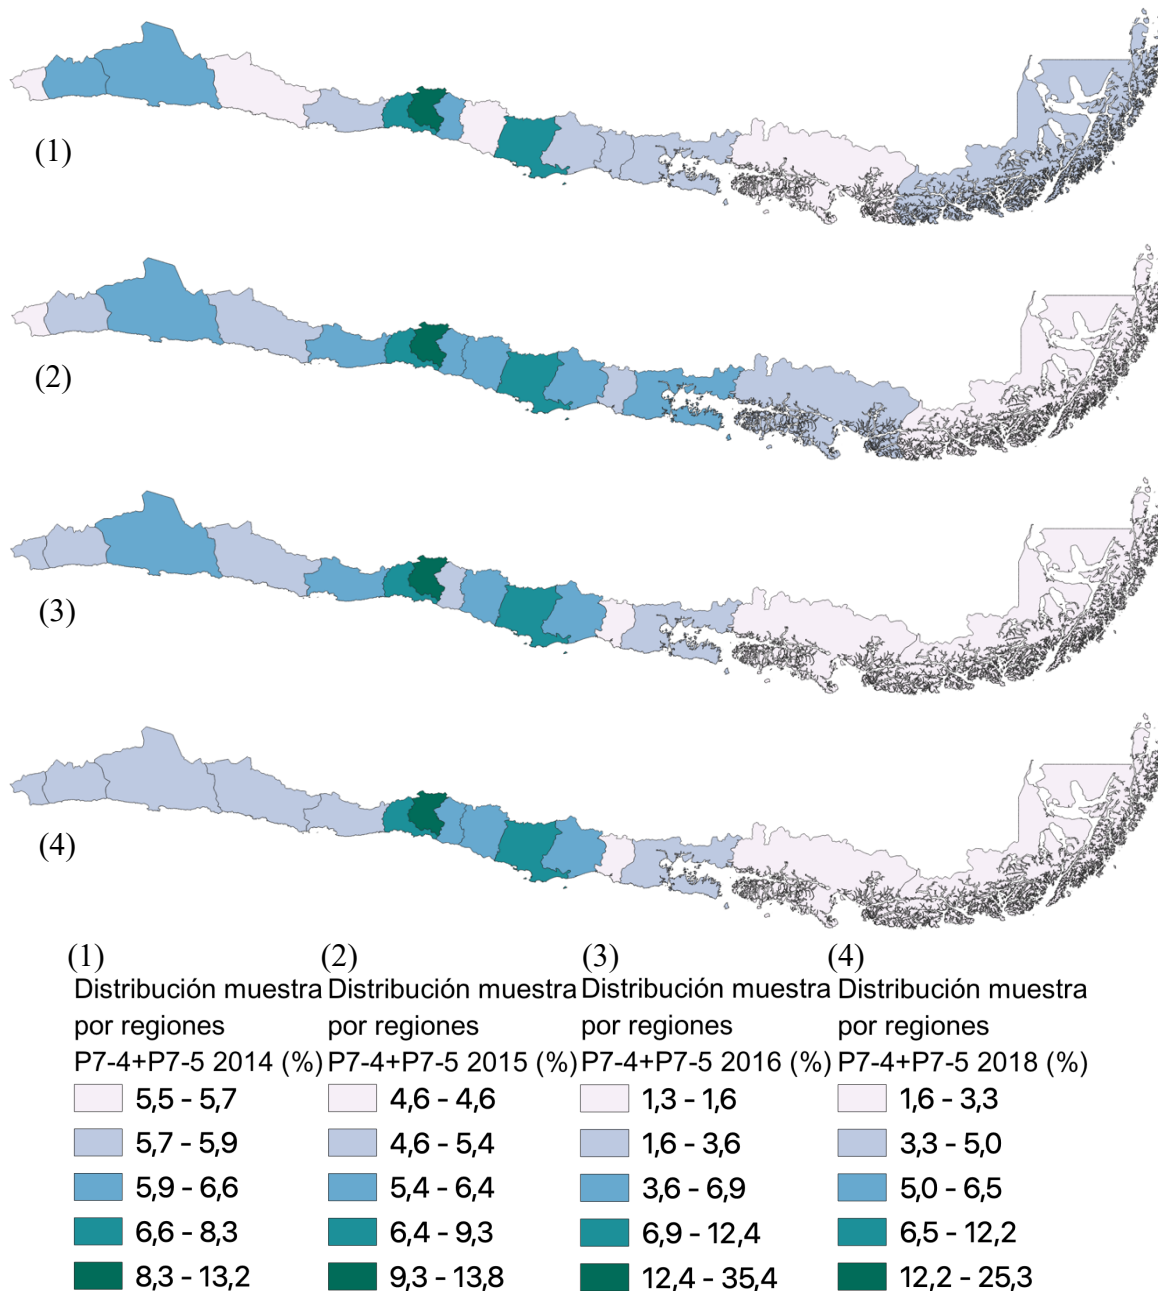 (1)
(2)
(3)
(4)
(1)
Distribución muestra
por regiones
P7-4+P7-5 2014 (%)
5,5 - 5,7
5,7 - 5,9
5,9 - 6,6
6,6 - 8,3
8,3 - 13,2
(2)
Distribución muestra
por regiones
P7-4+P7-5 2015 (%)
4,6 - 4,6
4,6 - 5,4
5,4 - 6,4
6,4 - 9,3
9,3 - 13,8
(3)
Distribución muestra
por regiones
P7-4+P7-5 2016 (%)
1,3 - 1,6
1,6 - 3,6
3,6 - 6,9
6,9 - 12,4
12,4 - 35,4
(4)
Distribución muestra
por regiones
P7-4+P7-5 2018 (%)
1,6 - 3,3
3,3 - 5,0
5,0 - 6,5
6,5 - 12,2
12,2 - 25,3